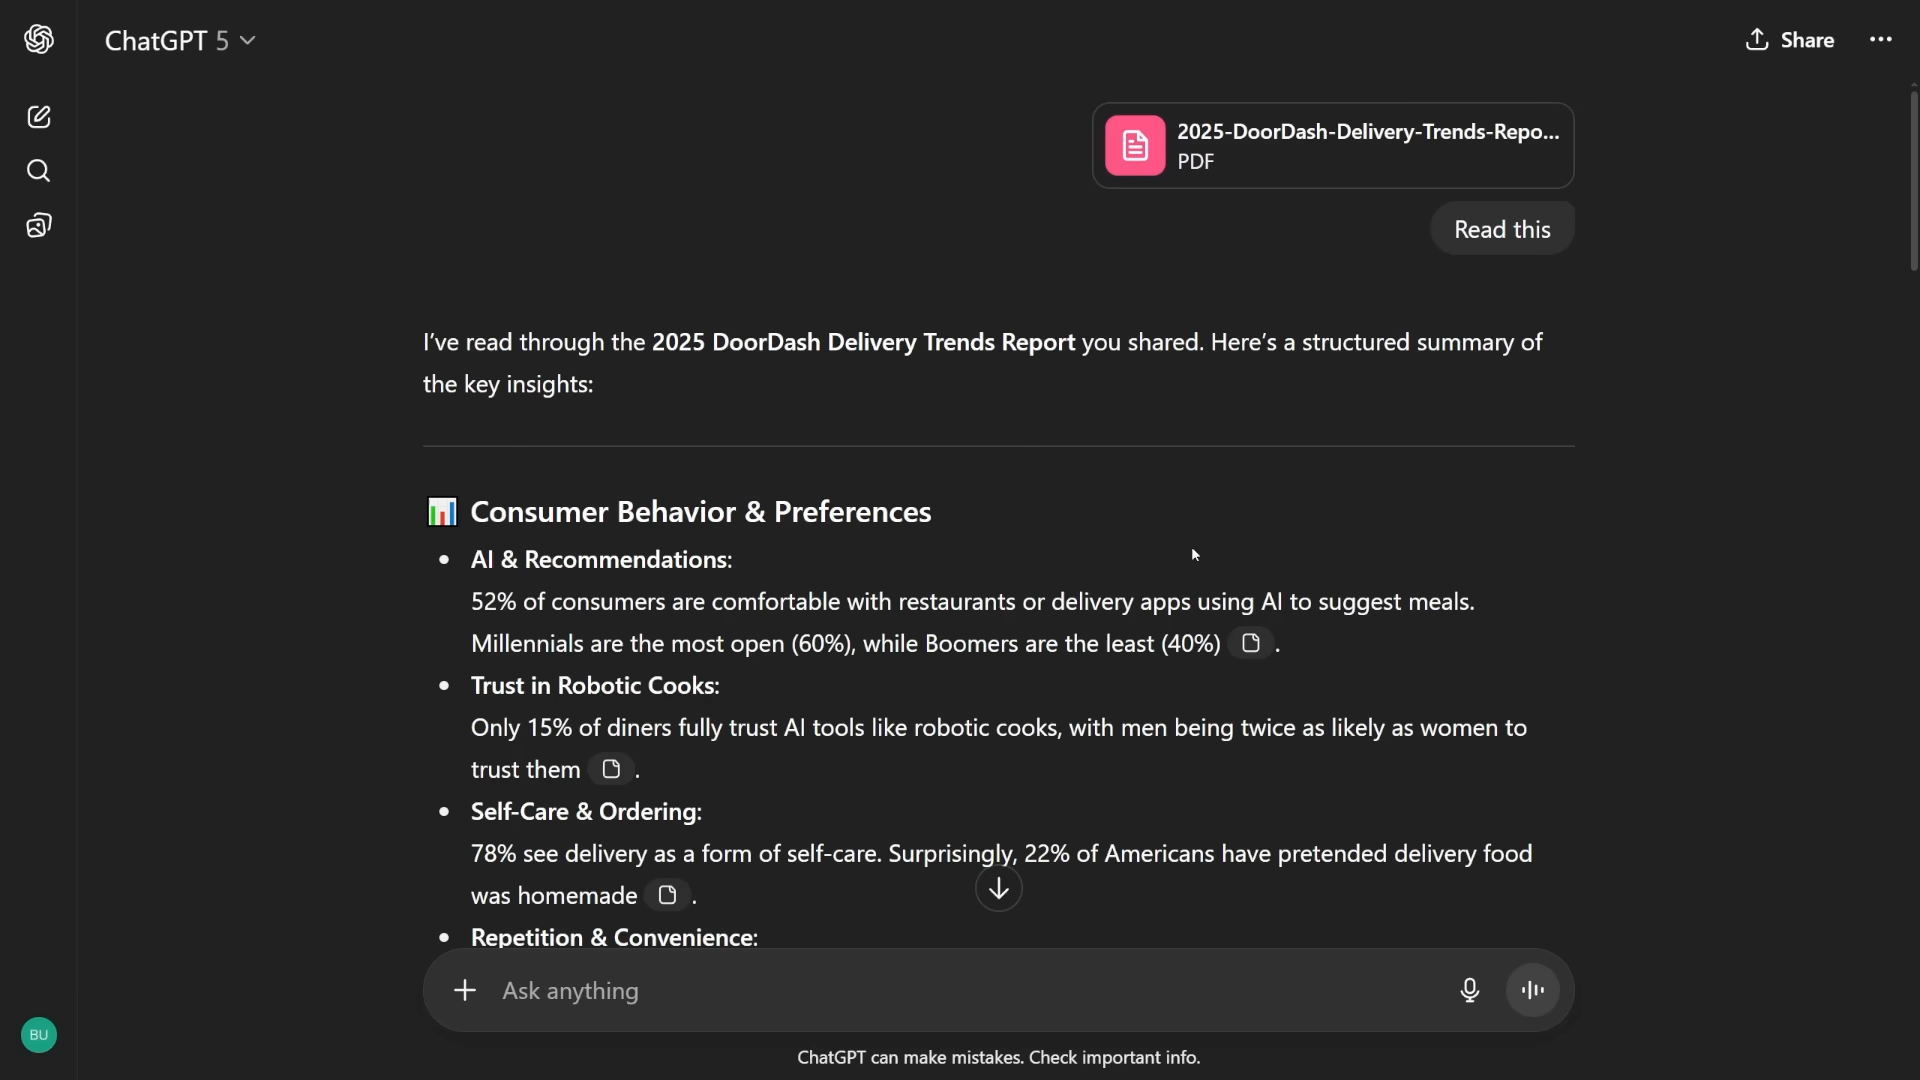 ChatGPT 5
Share
2025-DoorDash-Delivery-Trends-Repo...
PDF
Read this
I've read through the 2025 DoorDash Delivery Trends Report you shared. Here's a structured summary of
the key insights:
Consumer Behavior & Preferences
• AI & Recommendations:
52% of consumers are comfortable with restaurants or delivery apps using AI to suggest meals.
Millennials are the most open (60%), while Boomers are the least (40%) .
• Trust in Robotic Cooks:
Only 15% of diners fully trust AI tools like robotic cooks, with men being twice as likely as women to
trust them .
• Self-Care & Ordering:
78% see delivery as a form of self-care. Surprisingly, 22% of Americans have pretended delivery food
was homemade .
• Repetition & Convenience:
Ask anything
BU
ChatGPT can make mistakes. Check important info.